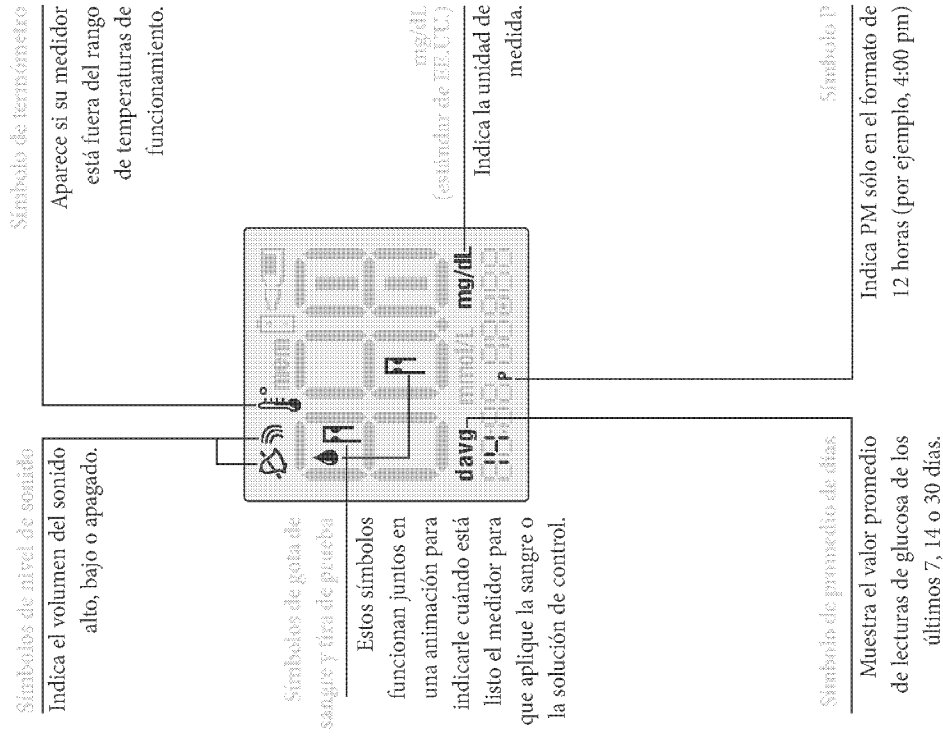 Símbolos de nivel de sonido
Indica el volumen del sonido
alto, bajo o apagado.
Símbolo de termómetro
Aparece si su medidor
está fuera del rango
de temperaturas de
funcionamiento.
Símbolos de gota de
sangre y tira de prueba
Estos símbolos
funcionan juntos en
una animación para
indicarle cuándo está
listo el medidor para
que aplique la sangre o
la solución de control.
mem
davg mmol/L mg/dL
P
mg/dL
(estándar de EE.UU.)
Indica la unidad de
medida.
Símbolo de promedio de días
Muestra el valor promedio
de lecturas de glucosa de los
últimos 7, 14 o 30 días.
Símbolo P
Indica PM sólo en el formato de
12 horas (por ejemplo, 4:00 pm)